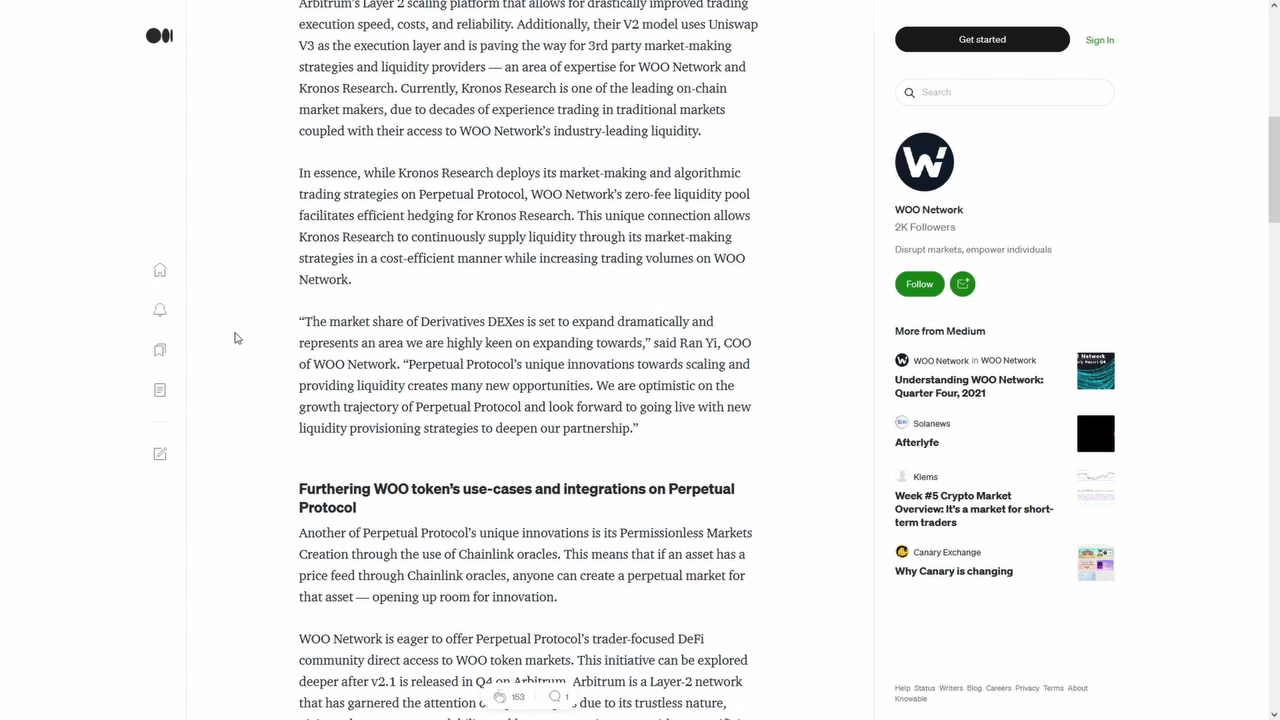 Arbitrum's Layer 2 scaling platform that allows for drastically improved trading
execution speed, costs, and reliability. Additionally, their V2 model uses Uniswap
V3 as the execution layer and is paving the way for 3rd party market-making
strategies and liquidity providers — an area of expertise for WOO Network and
Kronos Research. Currently, Kronos Research is one of the leading on-chain
market makers, due to decades of experience trading in traditional markets
coupled with their access to WOO Network's industry-leading liquidity.
In essence, while Kronos Research deploys its market-making and algorithmic
trading strategies on Perpetual Protocol, WOO Network's zero-fee liquidity pool
facilitates efficient hedging for Kronos Research. This unique connection allows
Kronos Research to continuously supply liquidity through its market-making
strategies in a cost-efficient manner while increasing trading volumes on WOO
Network.
“The market share of Derivatives DEXes is set to expand dramatically and
represents an area we are highly keen on expanding towards,” said Ran Yi, COO
of WOO Network. “Perpetual Protocol's unique innovations towards scaling and
providing liquidity creates many new opportunities. We are optimistic on the
growth trajectory of Perpetual Protocol and look forward to going live with new
liquidity provisioning strategies to deepen our partnership.”
Furthering WOO token's use-cases and integrations on Perpetual
Protocol
Another of Perpetual Protocol's unique innovations is its Permissionless Markets
Creation through the use of Chainlink oracles. This means that if an asset has a
price feed through Chainlink oracles, anyone can create a perpetual market for
that asset — opening up room for innovation.
WOO Network is eager to offer Perpetual Protocol's trader-focused DeFi
community direct access to WOO token markets. This initiative can be explored
deeper after v2.1 is released in Q4 on Arbitrum. Arbitrum is a Layer-2 network
that has garnered the attention of due to its trustless nature,
153
1
Get started
Sign In
Search
WOO Network
2K Followers
Disrupt markets, empower individuals
Follow
More from Medium
WOO Network in WOO Network
Understanding WOO Network:
Quarter Four, 2021
Solanews
Afterlyfe
Klems
Week #5 Crypto Market
Overview: It's a market for short-
term traders
Canary Exchange
Why Canary is changing
Help Status Writers Blog Careers Privacy Terms About
Knowable